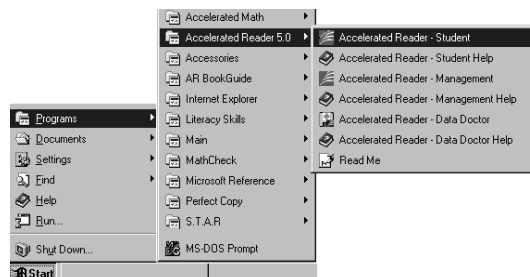 Programs
Documents
Settings
Find
Help
Run...
Shut Down...
Start
Accelerated Math
Accelerated Reader 5.0
Accessories
AR BookGuide
Internet Explorer
Literacy Skills
Main
MathCheck
Microsoft Reference
Perfect Copy
S.T.A.R
MS-DOS Prompt
Accelerated Reader - Student
Accelerated Reader - Student Help
Accelerated Reader - Management
Accelerated Reader - Management Help
Accelerated Reader - Data Doctor
Accelerated Reader - Data Doctor Help
Read Me